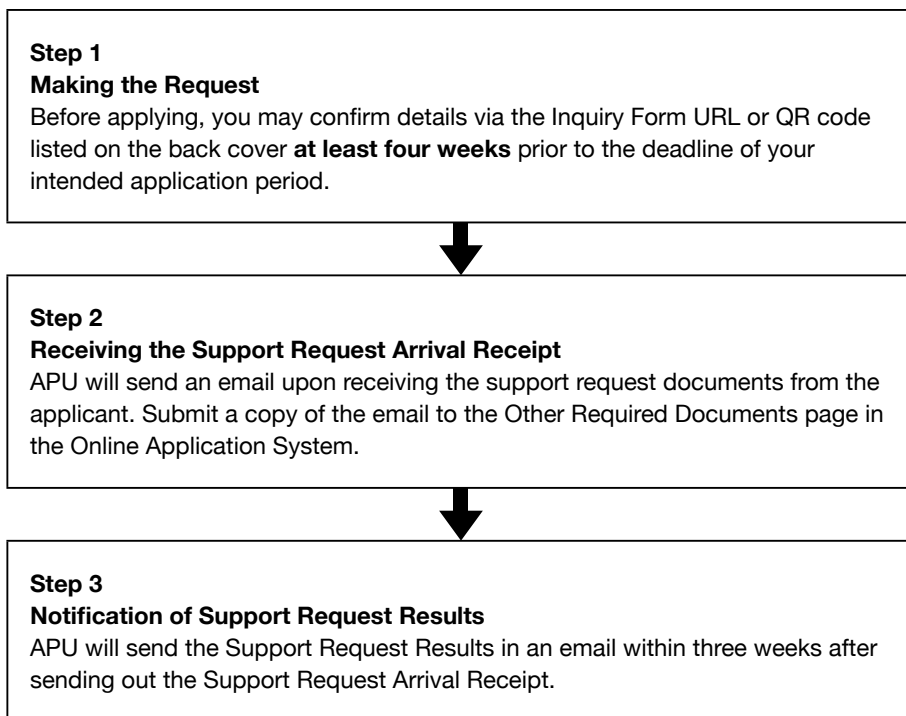 Step 1
Making the Request
Before applying, you may confirm details via the Inquiry Form URL or QR code
listed on the back cover at least four weeks prior to the deadline of your
intended application period.
Step 2
Receiving the Support Request Arrival Receipt
APU will send an email upon receiving the support request documents from the
applicant. Submit a copy of the email to the Other Required Documents page in
the Online Application System.
Step 3
Notification of Support Request Results
APU will send the Support Request Results in an email within three weeks after
sending out the Support Request Arrival Receipt.